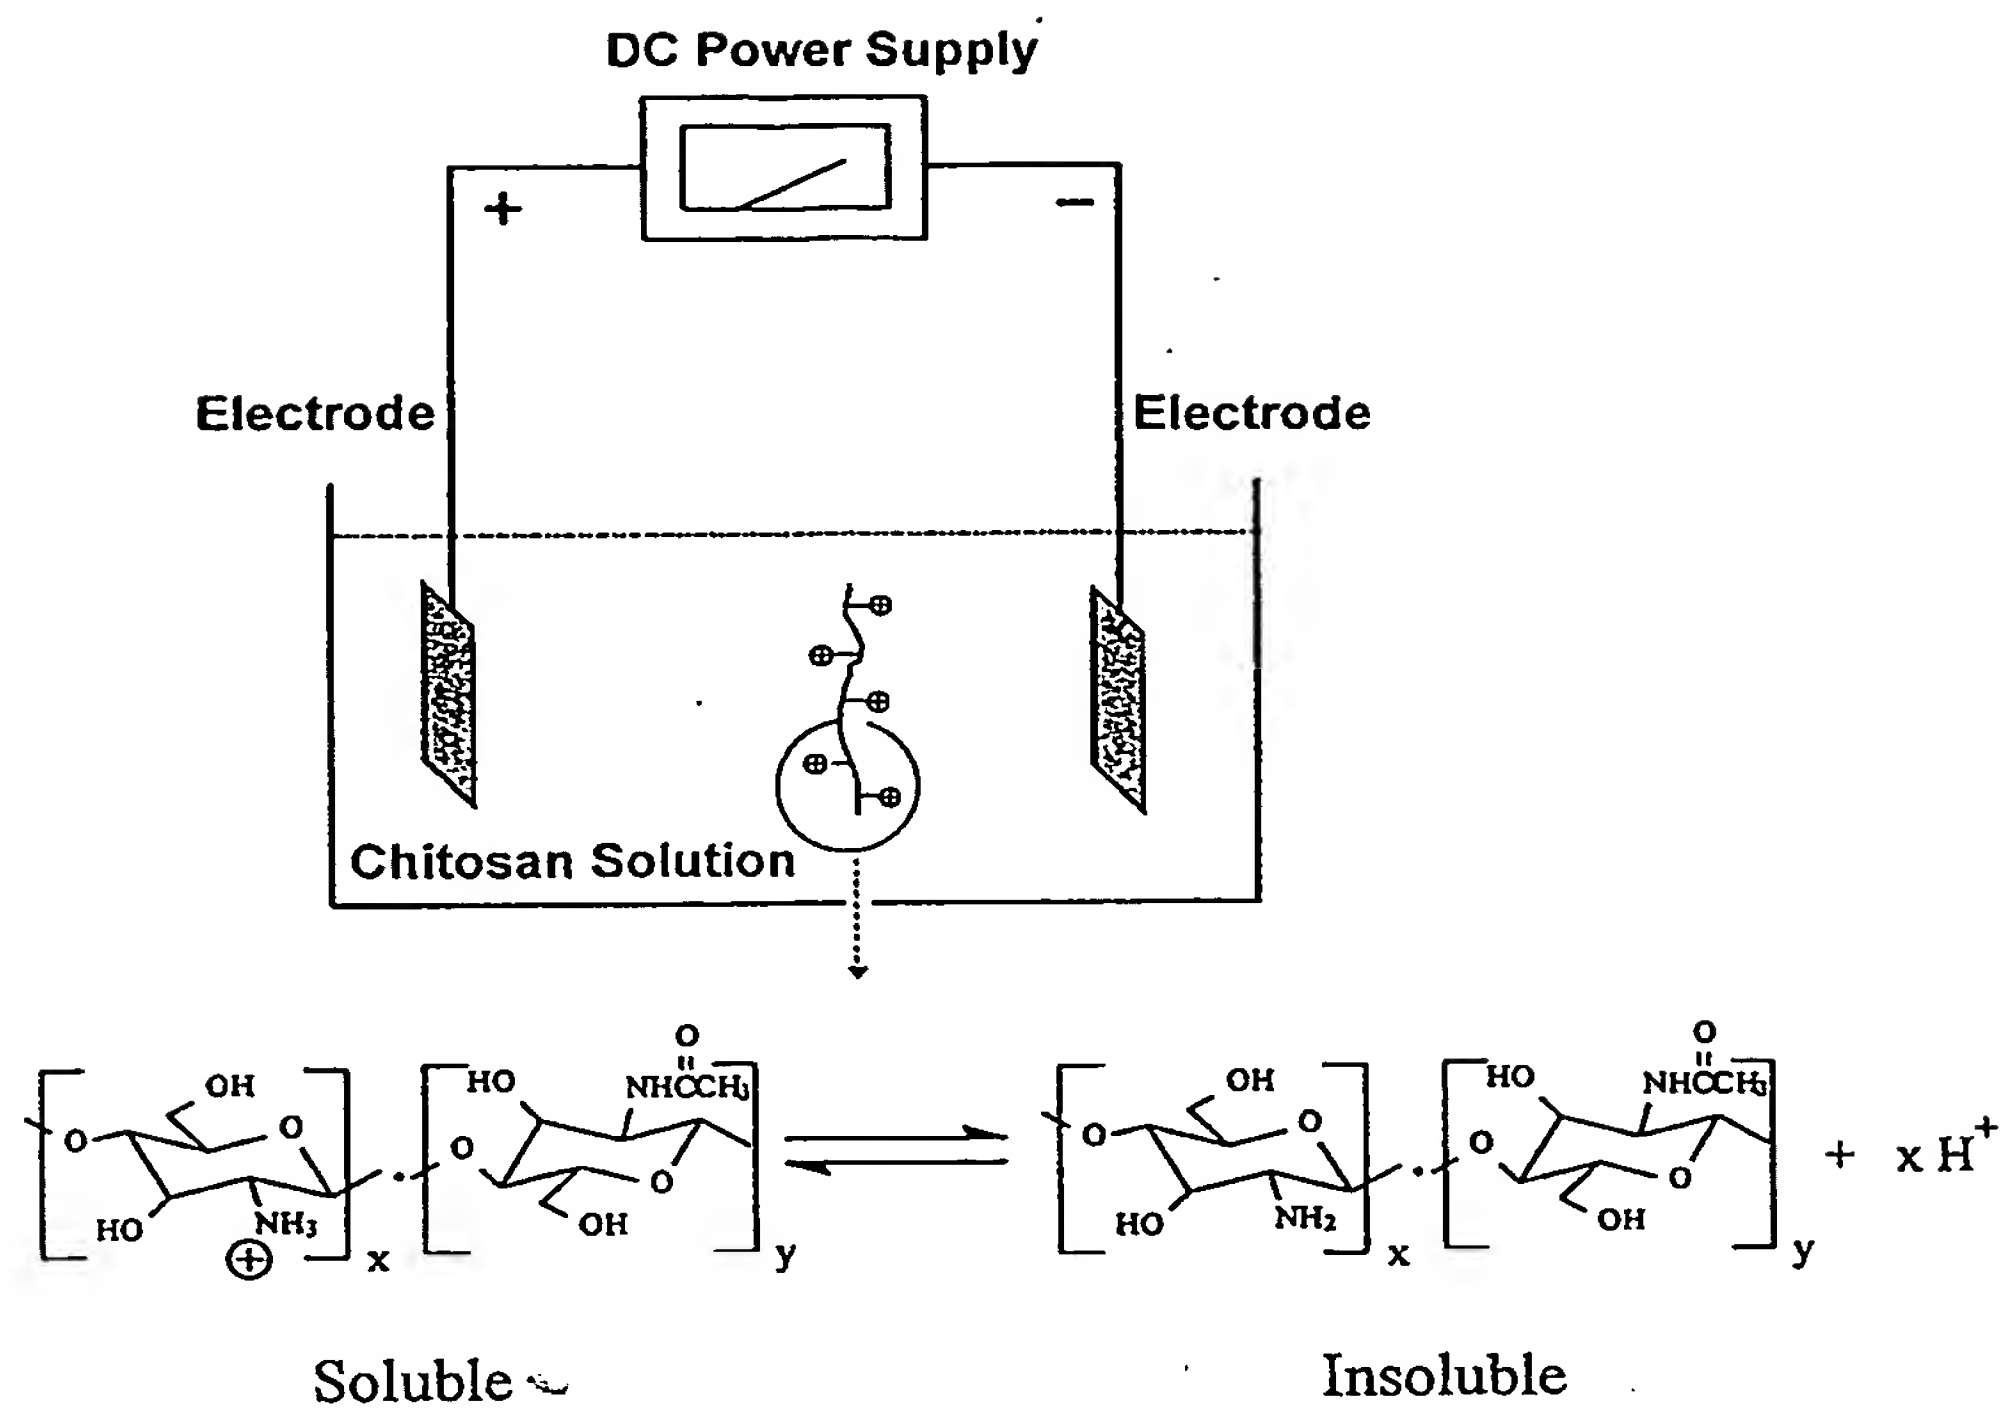 DC Power Supply
+
−
Electrode
Electrode
⊕
⊕
⊕
⊕
⊕
Chitosan Solution
O
OH
HO
NHCCH3
O
O
O
O
HO
NH3
OH
⊕
x
y
O
OH
HO
NHCCH3
O
O
O
O
HO
NH2
OH
x
y
+ x H+
Soluble
Insoluble